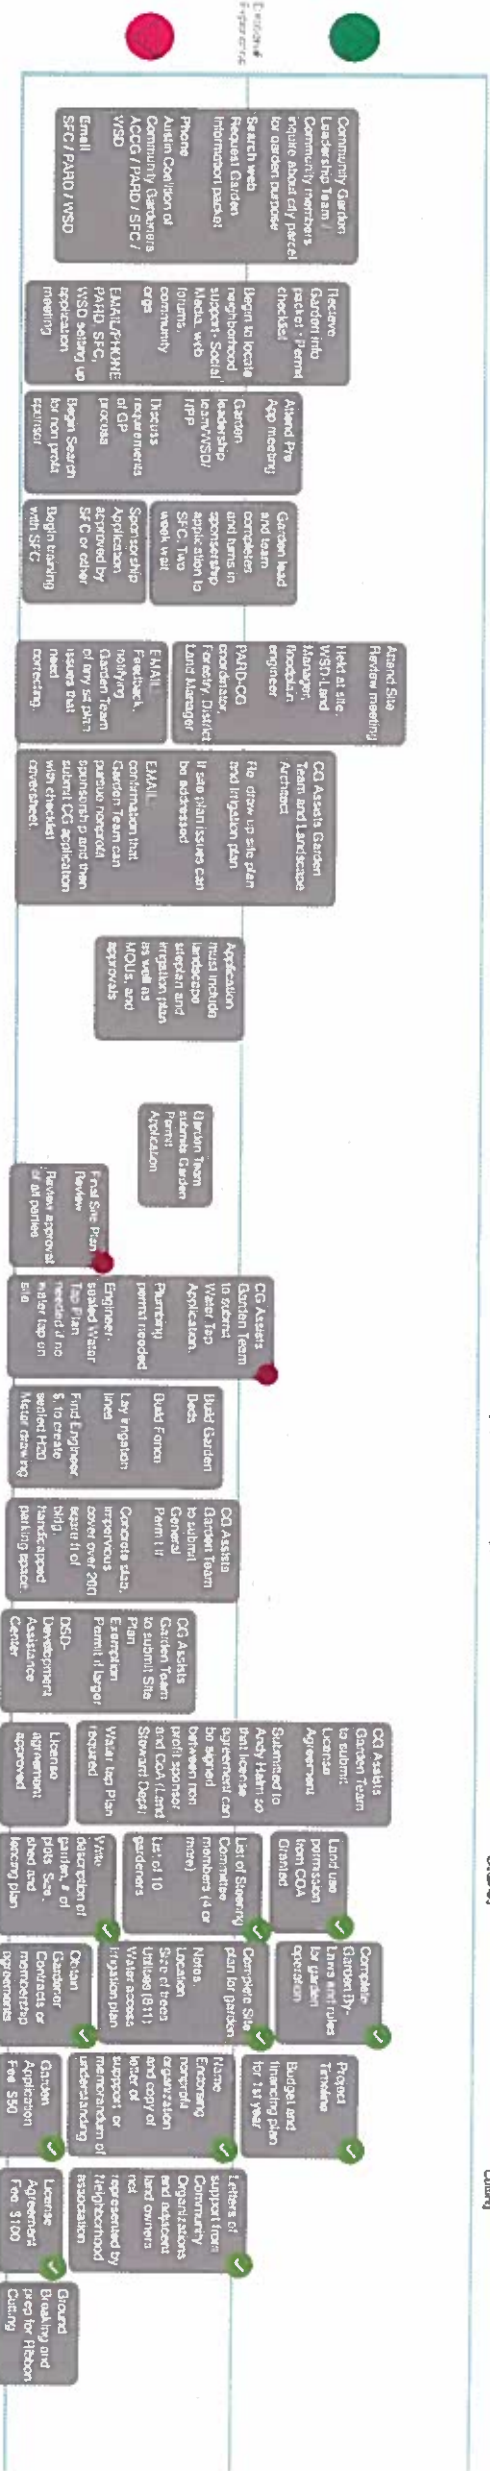 Emotional
Experience
Community Garden
Leadership Team /
Community members
inquire about city parcel
for garden purpose
Search web
Request Garden
Information packet
Phone
Austin Coalition of
Community Gardeners
ACCG / PARD / SFC /
WSD
Email
SFC / PARD / WSD
Recieve
Garden info
packet - Permit
checklist
Begin to locate
neighborhood
support - Social
Media, web
forums,
community
orgs
EMAIL/PHONE
PARD, SFC,
WSD setting up
application
meeting
Attend Pre
App meeting
Garden
leadership
team/WSD/
NPP
Discuss
requirements
of GP
process
Begin Search
for non profit
sponsor
Garden lead
and team
completes
and turns in
sponsorship
application to
SFC. Two
week wait
Sponsorship
Application
approved by
SFC or other
Begin training
with SFC
Attend Site
Review meeting
Held at site.
WSD-Land
Manager,
floodplain
engineer
PARD-CG
coordinator,
Forestry, District
Land Manager
EMAIL
Feedback,
notifying
Garden Team
of any sit plan
issues that
need
correcting.
CG Assists Garden
Team and Landscape
Architect
Re- draw up site plan
and irrigation plan
If site plan issues can
be addressed
EMAIL
confirmation that
Garden Team can
pursue nonprofit
sponsorship and then
submit CG application
with checklist
coversheet.
Application
must include
landscape
siteplan and
irrigation plan
as well as
MOUs, and
approvals
Garden Team
submits Garden
Permit
Application
Final Site Plan
Review
Review approval
of all parties
CG Assists
Garden Team
to submit
Water Tap
Application.
Plumping
permit needed
Engineer-
sealed Water
Tap Plan
needed if no
water tap on
site
Build Garden
Beds
Build Fence
Lay irrigation
lines
Find Engineer
$ to create
sealed H20
Meter drawing
CG Assists
Garden Team
to submit
General
Permit if
Concrete slab,
impervious
cover over 200
square ft of
bldg
handicapped
parking space.
CG Assists
Garden Team
to submit Site
Plan
Exemption
Permit if larger
DSD-
Development
Assistance
Center
CG Assists
Garden Team
to submit
License
Agreement
Submitted to
Andy Halm so
that license
agreement can
be signed
between non
profit sponsor
and CoA (Land
Steward Dept)
Water tap Plan
required
License
agreement
approved
Land use
permission
from COA
Granted
List of Steering
Committee
members (4 or
more)
List of 10
gardeners
Write
description of
garden, # of
plots Size,
shed and
fencing plan
Complete
Garden By-
Laws and rules
for garden
operation
Complete Site
plan for garden
Notes.
Location
Size of trees
Utilities (811)
Water access
irrigation plan
Obtain
Gardener
Contracts or
membership
agreements
Project
Timeline
Budget and
financing plan
for 1st year
Name
Endorsing
nonprofit
organization
and copy of
letter of
support or
memorandum of
understanding
Garden
Application
Fee $50
Letters of
support from
Community
Organizations
and adjacent
land owners
not
represented by
Neighborhood
association
License
Agreement
Fee $100
Ground
Breaking and
prep for Ribbon
Cutting